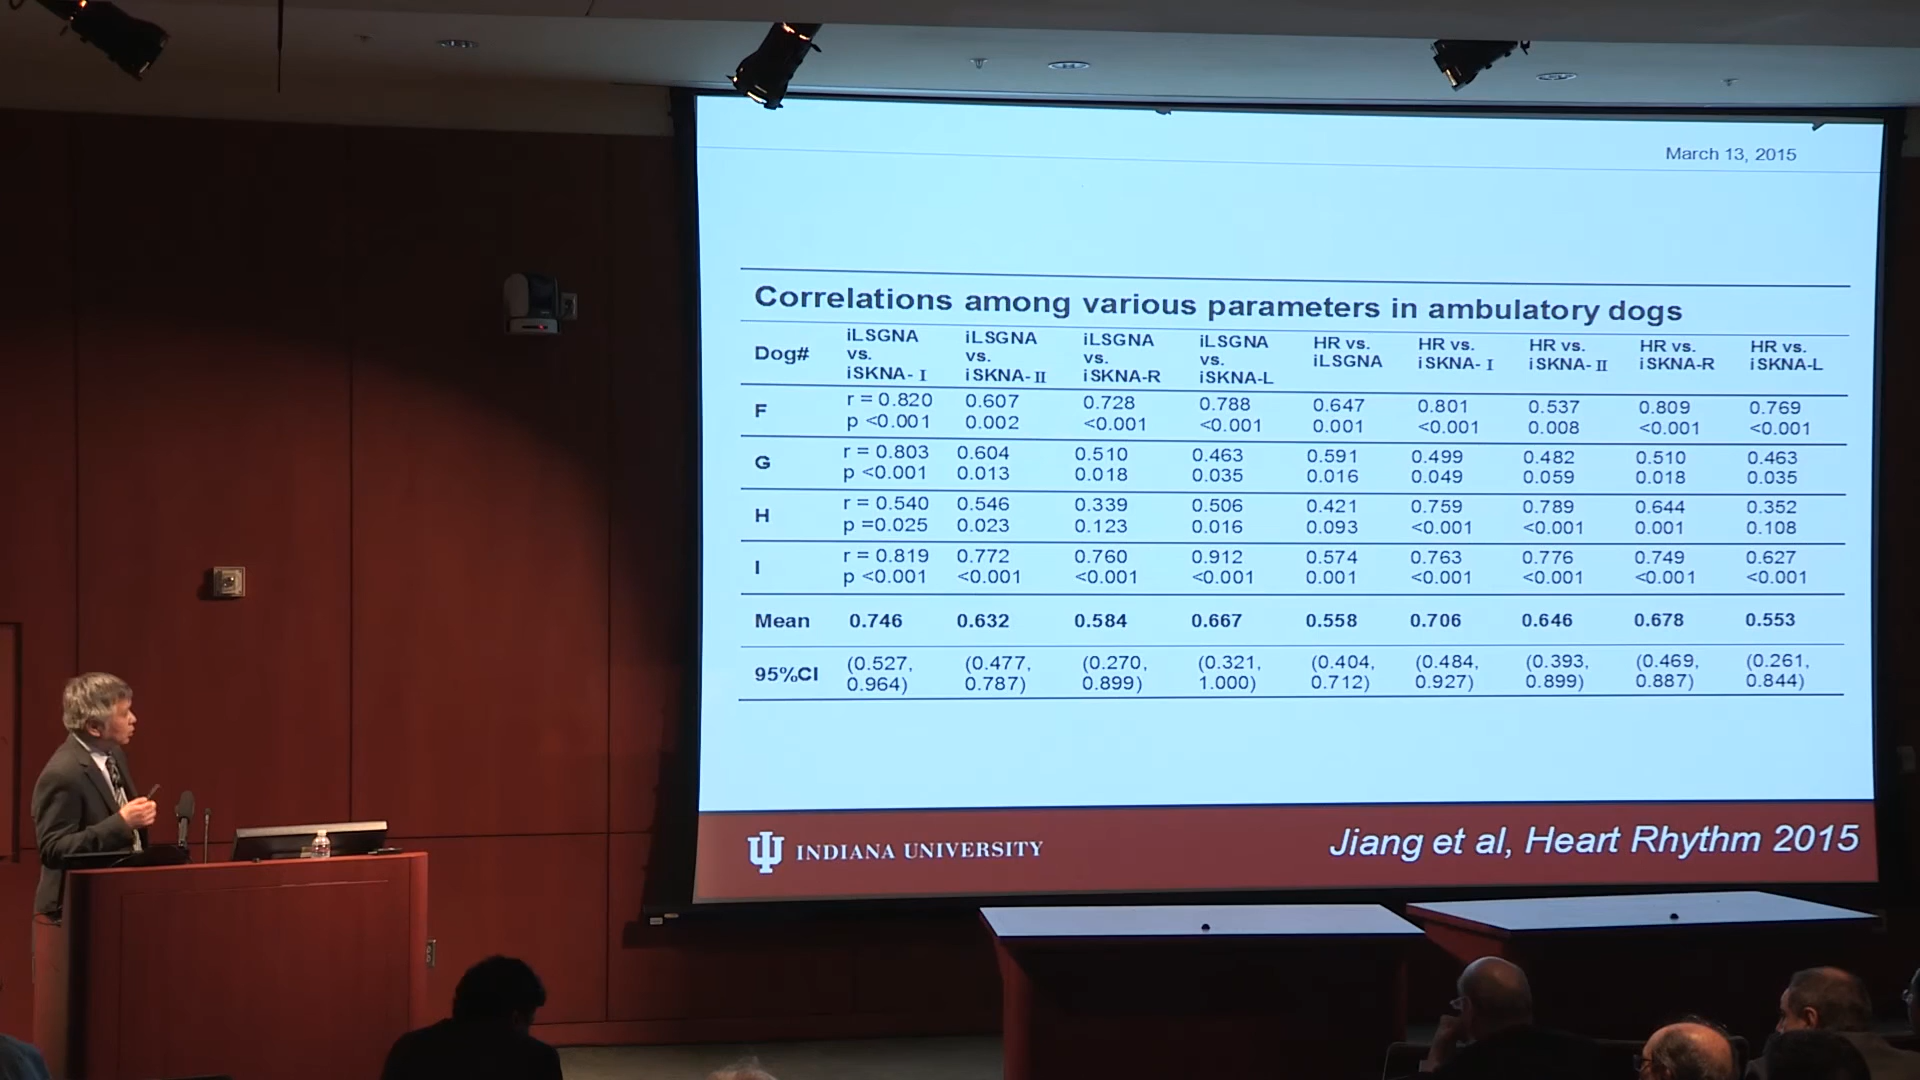 March 13, 2015
Correlations among various parameters in ambulatory dogs
Dog# iLSGNA vs. iSKNA-I iLSGNA vs. iSKNA-II iLSGNA vs. iSKNA-R iLSGNA vs. iSKNA-L HR vs. iLSGNA HR vs. iSKNA-I HR vs. iSKNA-II HR vs. iSKNA-R HR vs. iSKNA-L
F r = 0.820 0.607 0.728 0.788 0.647 0.801 0.537 0.809 0.769
p <0.001 0.002 <0.001 <0.001 0.001 <0.001 0.008 <0.001 <0.001
G r = 0.803 0.604 0.510 0.463 0.591 0.499 0.482 0.510 0.463
p <0.001 0.013 0.018 0.035 0.016 0.049 0.059 0.018 0.035
H r = 0.540 0.546 0.339 0.506 0.421 0.759 0.789 0.644 0.352
p =0.025 0.023 0.123 0.016 0.093 <0.001 <0.001 0.001 0.108
I r = 0.819 0.772 0.760 0.912 0.574 0.763 0.776 0.749 0.627
p <0.001 <0.001 <0.001 <0.001 0.001 <0.001 <0.001 <0.001 <0.001
Mean 0.746 0.632 0.584 0.667 0.558 0.706 0.646 0.678 0.553
95%CI (0.527, 0.964) (0.477, 0.787) (0.270, 0.899) (0.321, 1.000) (0.404, 0.712) (0.484, 0.927) (0.393, 0.899) (0.469, 0.887) (0.261, 0.844)
INDIANA UNIVERSITY
Jiang et al, Heart Rhythm 2015